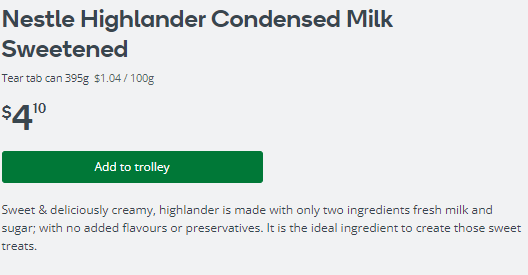 Nestle Highlander Condensed Milk
Sweetened
Tear tab can 395g $1.04 / 100g
$4 10
Add to trolley
Sweet & deliciously creamy, highlander is made with only two ingredients fresh milk and
sugar; with no added flavours or preservatives. It is the ideal ingredient to create those sweet
treats.